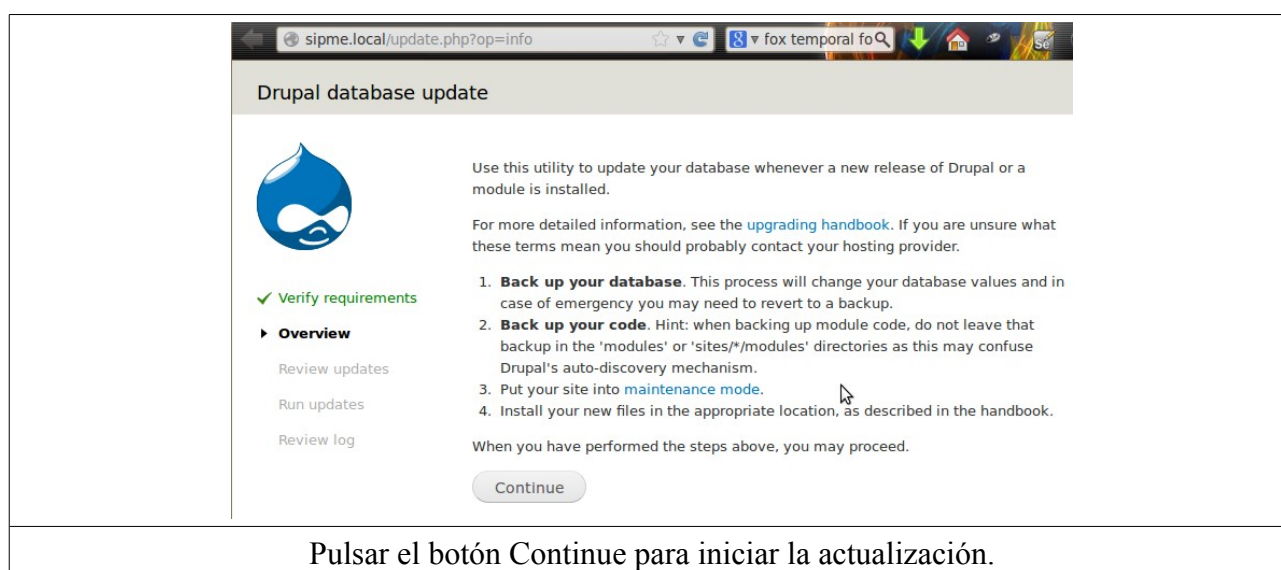 sipme.local/update.php?op=info
fox temporal fo
Drupal database update
Use this utility to update your database whenever a new release of Drupal or a
module is installed.
For more detailed information, see the upgrading handbook. If you are unsure what
these terms mean you should probably contact your hosting provider.
1. Back up your database. This process will change your database values and in
case of emergency you may need to revert to a backup.
2. Back up your code. Hint: when backing up module code, do not leave that
backup in the 'modules' or 'sites/*/modules' directories as this may confuse
Drupal's auto-discovery mechanism.
3. Put your site into maintenance mode.
4. Install your new files in the appropriate location, as described in the handbook.
When you have performed the steps above, you may proceed.
Continue
Verify requirements
Overview
Review updates
Run updates
Review log
Pulsar el botón Continue para iniciar la actualización.